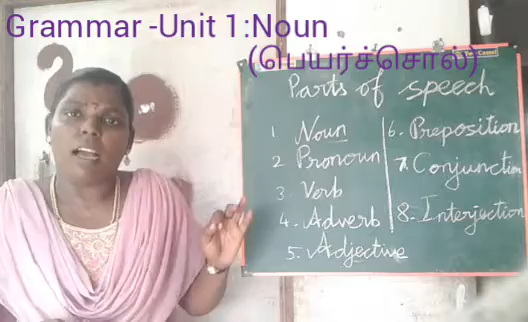 Grammar -Unit 1:Noun
(பெயர்ச்சொல்)
Parts of speech
1 Noun
2 Pronoun
3 Verb
4. Adverb
5. Adjective
6. Preposition
7. Conjunction
8. Interjection